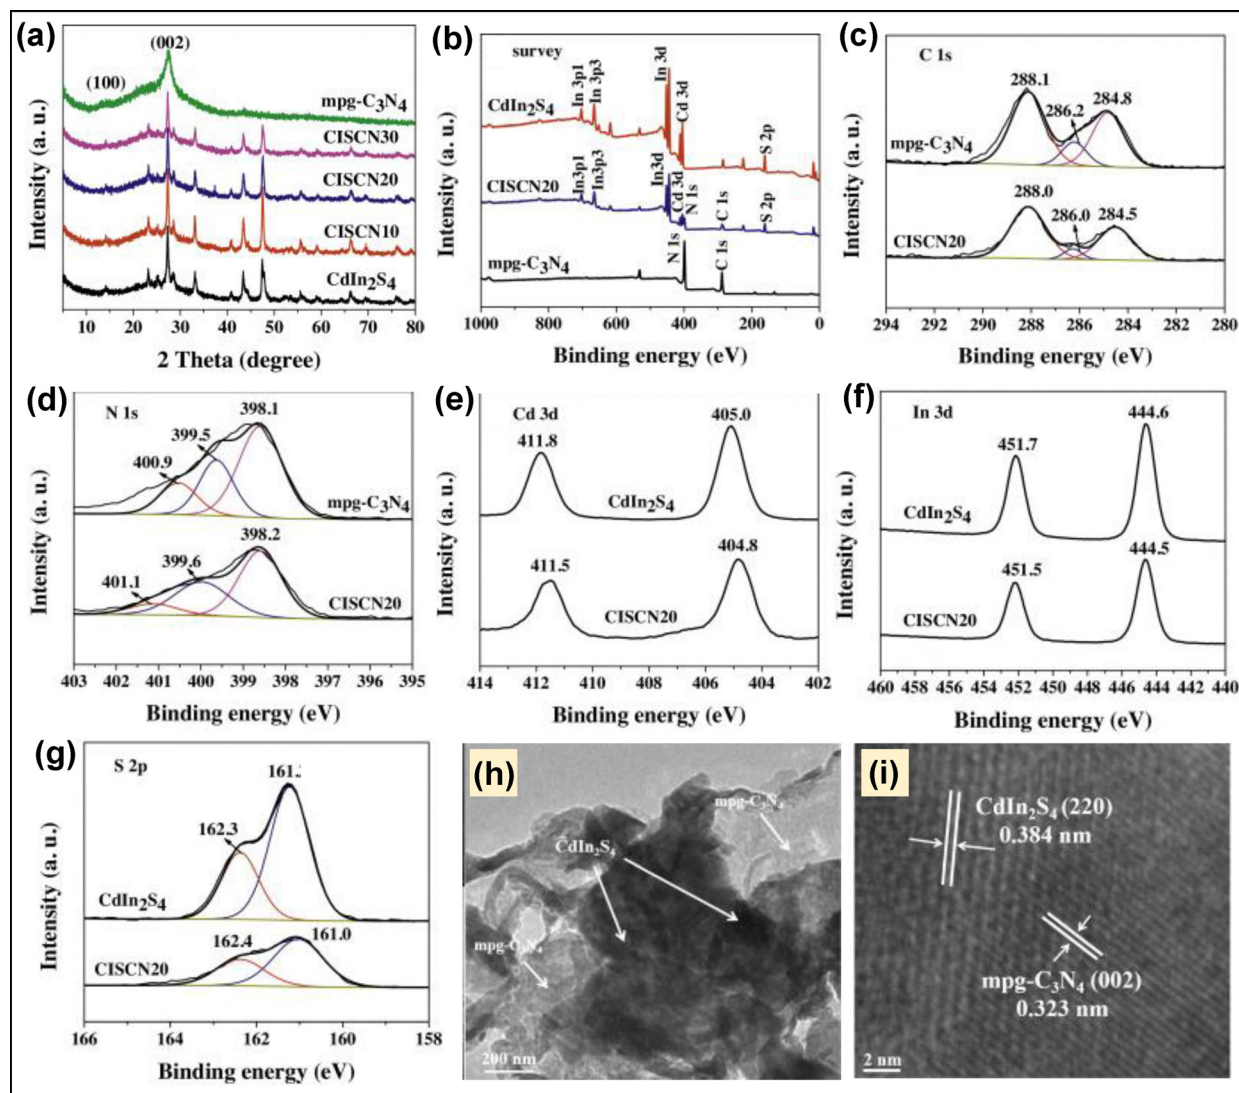 (a)
(002)
(100)
mpg-C3N4
CISCN30
CISCN20
CISCN10
CdIn2S4
Intensity (a. u.)
10 20 30 40 50 60 70 80
2 Theta (degree)
(b)
survey
In 3p1
In 3p3
In 3d
Cd 3d
S 2p
CdIn2S4
In3p1
In3p3
In3d
Cd 3d
N 1s
C 1s
S 2p
CISCN20
N 1s
C 1s
mpg-C3N4
Intensity (a. u.)
1000 800 600 400 200 0
Binding energy (eV)
(c)
C 1s
288.1
286.2
284.8
mpg-C3N4
288.0
286.0
284.5
CISCN20
Intensity (a. u.)
294 292 290 288 286 284 282 280
Binding energy (eV)
(d)
N 1s
398.1
399.5
400.9
mpg-C3N4
398.2
399.6
401.1
CISCN20
Intensity (a. u.)
403 402 401 400 399 398 397 396 395
Binding energy (eV)
(e)
Cd 3d
405.0
411.8
CdIn2S4
404.8
411.5
CISCN20
Intensity (a. u.)
414 412 410 408 406 404 402
Binding energy (eV)
(f)
In 3d
444.6
451.7
CdIn2S4
444.5
451.5
CISCN20
Intensity (a. u.)
460 458 456 454 452 450 448 446 444 442 440
Binding energy (eV)
(g)
S 2p
162.3
CdIn2S4
162.4
161.0
CISCN20
Intensity (a. u.)
166 164 162 160 158
Binding energy (eV)
(h)
mpg-C3N4
CdIn2S4
mpg-C3N4
200 nm
(i)
CdIn2S4 (220)
0.384 nm
mpg-C3N4 (002)
0.323 nm
2 nm